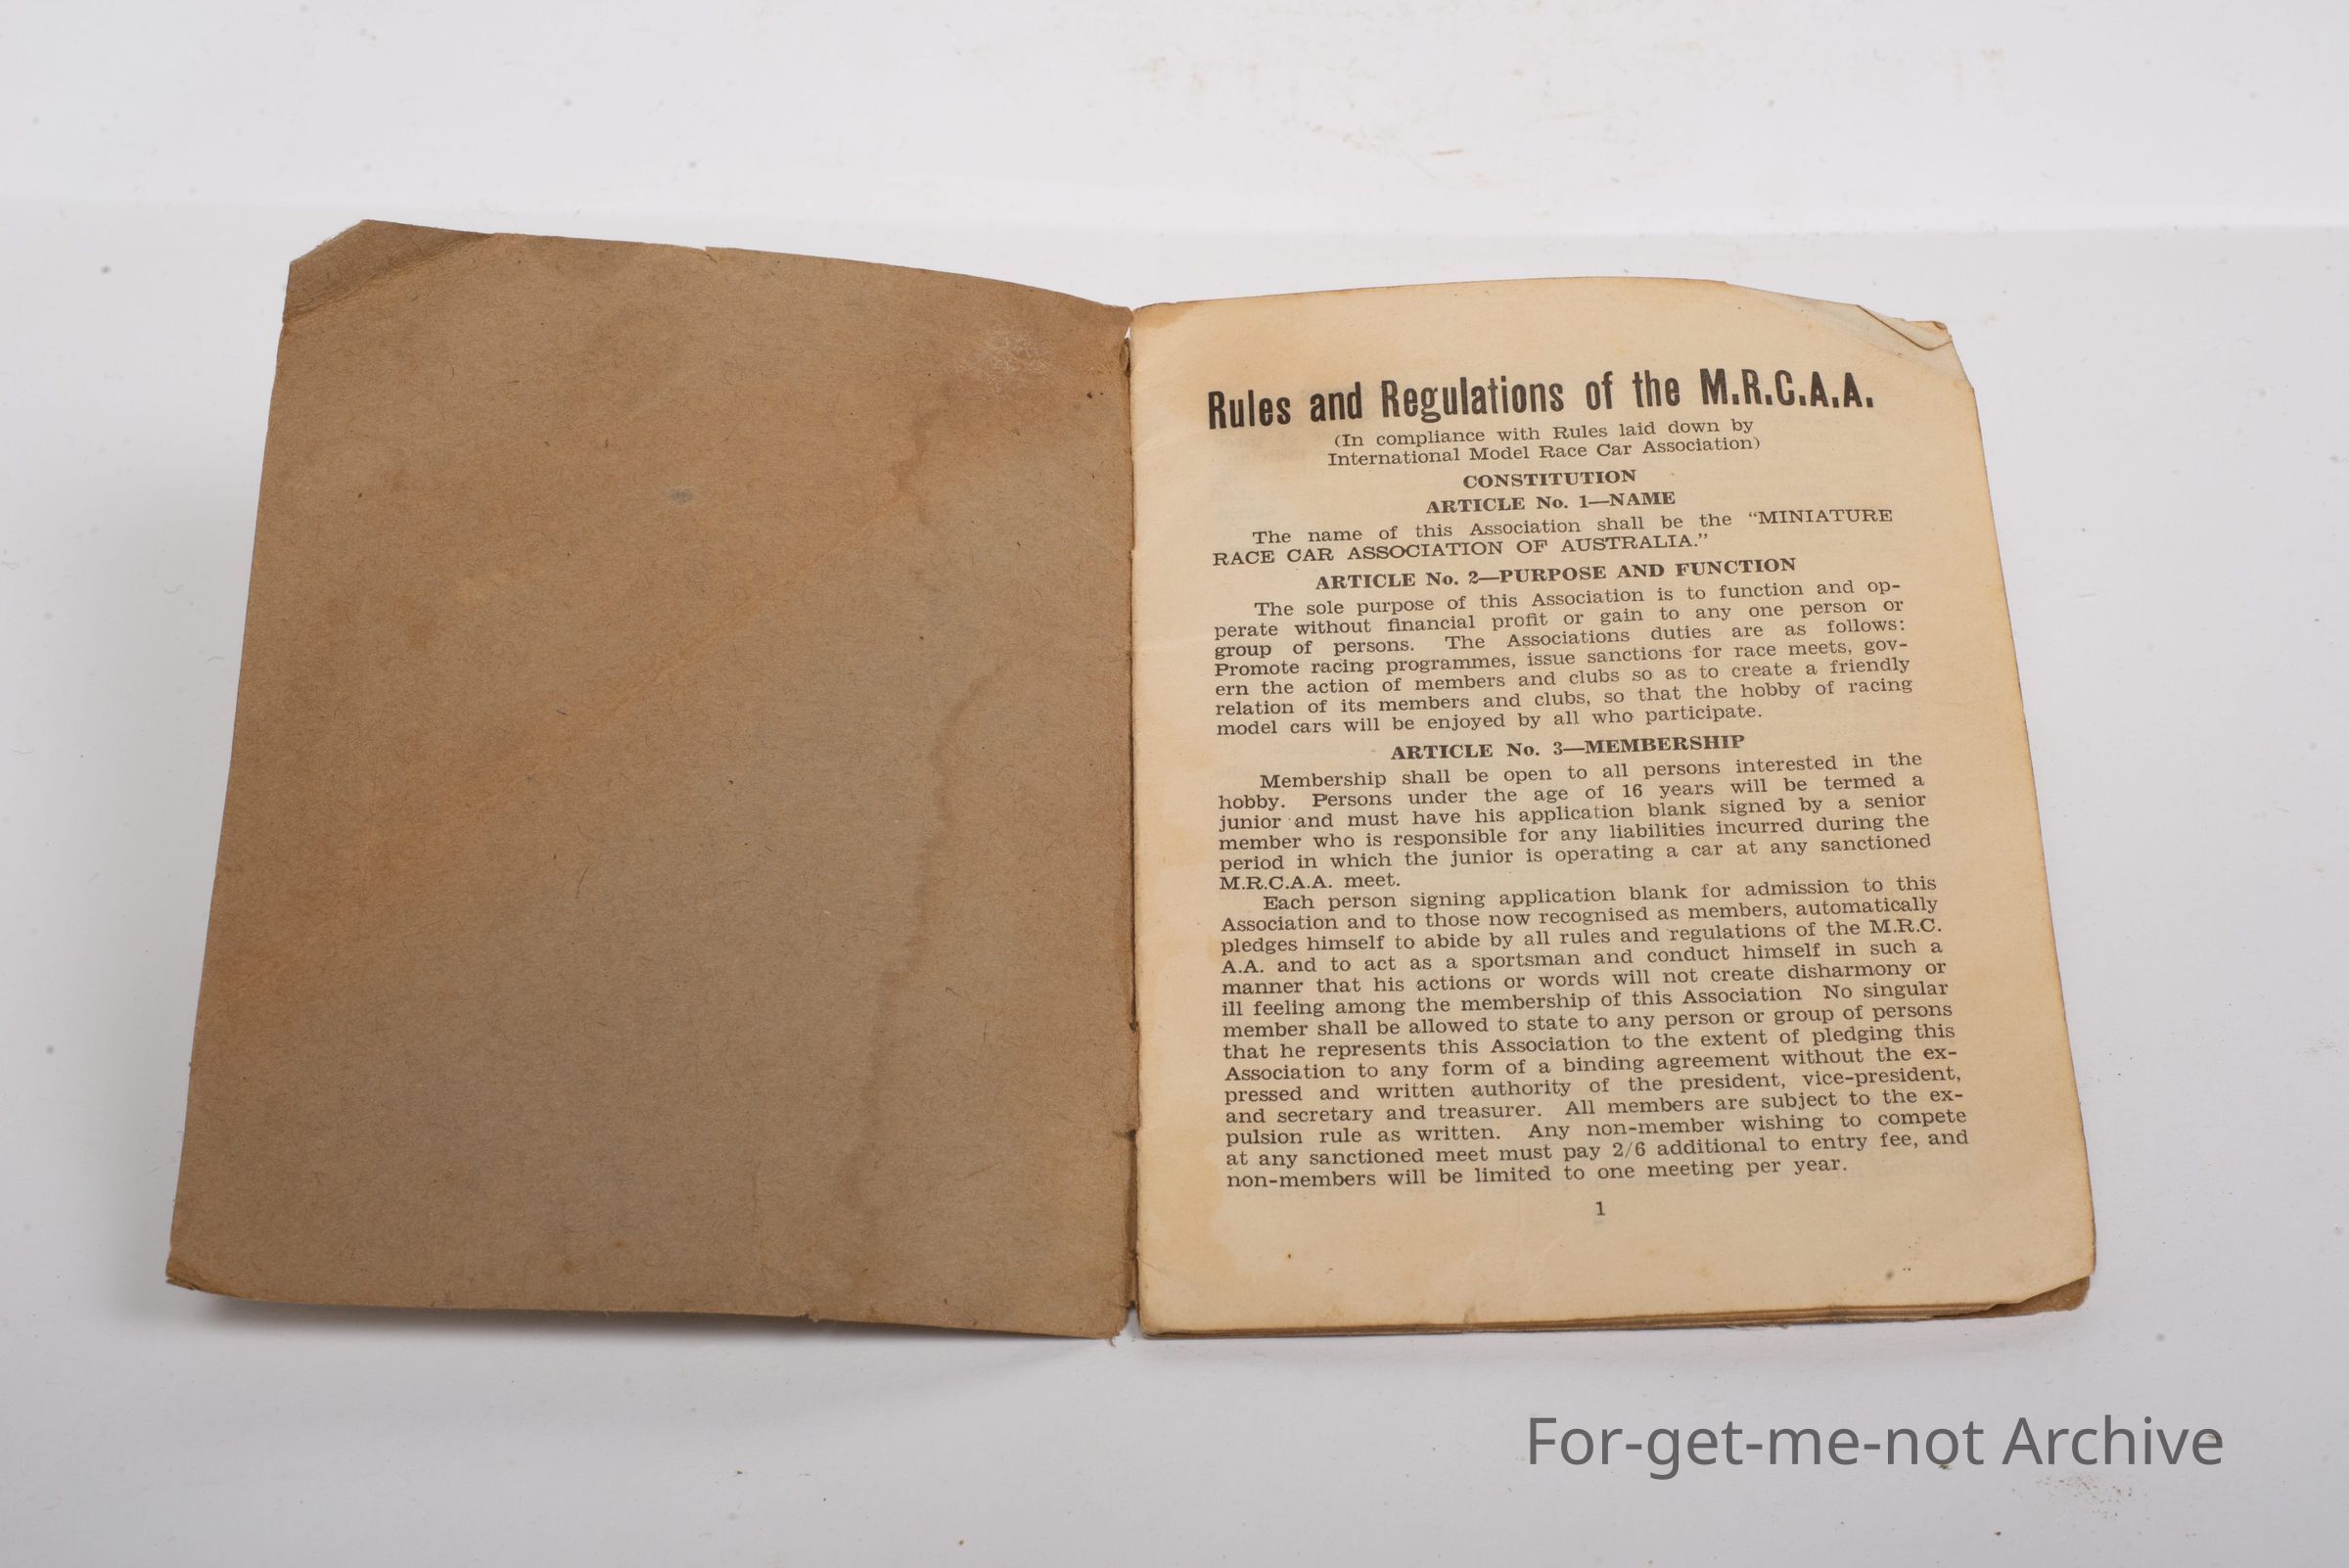 Rules and Regulations of the M.R.C.A.A.
(In compliance with Rules laid down by
International Model Race Car Association)
CONSTITUTION
ARTICLE No. 1—NAME
The name of this Association shall be the “MINIATURE
RACE CAR ASSOCIATION OF AUSTRALIA.”
ARTICLE No. 2—PURPOSE AND FUNCTION
The sole purpose of this Association is to function and op-
perate without financial profit or gain to any one person or
group of persons. The Associations duties are as follows:
Promote racing programmes, issue sanctions for race meets, gov-
ern the action of members and clubs so as to create a friendly
relation of its members and clubs, so that the hobby of racing
model cars will be enjoyed by all who participate.
ARTICLE No. 3—MEMBERSHIP
Membership shall be open to all persons interested in the
hobby. Persons under the age of 16 years will be termed a
junior and must have his application blank signed by a senior
member who is responsible for any liabilities incurred during the
period in which the junior is operating a car at any sanctioned
M.R.C.A.A. meet.
Each person signing application blank for admission to this
Association and to those now recognised as members, automatically
pledges himself to abide by all rules and regulations of the M.R.C.
A.A. and to act as a sportsman and conduct himself in such a
manner that his actions or words will not create disharmony or
ill feeling among the membership of this Association No singular
member shall be allowed to state to any person or group of persons
that he represents this Association to the extent of pledging this
Association to any form of a binding agreement without the ex-
pressed and written authority of the president, vice-president,
and secretary and treasurer. All members are subject to the ex-
pulsion rule as written. Any non-member wishing to compete
at any sanctioned meet must pay 2/6 additional to entry fee, and
non-members will be limited to one meeting per year.
1
For-get-me-not Archive